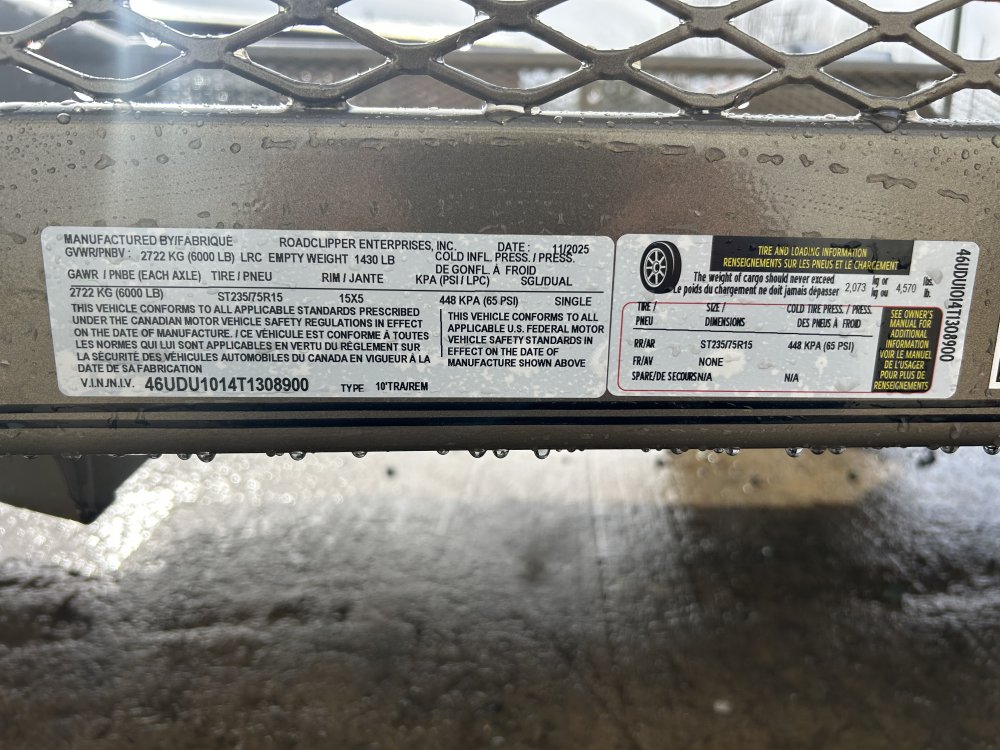 MANUFACTURED BY/FABRIQUÉ ROADCLIPPER ENTERPRISES, INC. DATE : 11/2025
GVWR/PNBV : 2722 KG (6000 LB) LRC EMPTY WEIGHT 1430 LB COLD INFL. PRESS. / PRESS.
DE GONFL. À FROID
GAWR / PNBE (EACH AXLE) TIRE / PNEU RIM / JANTE KPA (PSI / LPC) SGL/DUAL
2722 KG (6000 LB) ST235/75R15 15X5 448 KPA (65 PSI) SINGLE
THIS VEHICLE CONFORMS TO ALL APPLICABLE STANDARDS PRESCRIBED
UNDER THE CANADIAN MOTOR VEHICLE SAFETY REGULATIONS IN EFFECT
ON THE DATE OF MANUFACTURE. / CE VÉHICULE EST CONFORME À TOUTES
LES NORMES QUI LUI SONT APPLICABLES EN VERTU DU RÉGLEMENT SUR
LA SÉCURITÉ DES VÉHICULES AUTOMOBILES DU CANADA EN VIGUEUR À LA
DATE DE SA FABRICATION
THIS VEHICLE CONFORMS TO ALL
APPLICABLE U.S. FEDERAL MOTOR
VEHICLE SAFETY STANDARDS IN
EFFECT ON THE DATE OF
MANUFACTURE SHOWN ABOVE
V.I.N./N.I.V. 46UDU1014T1308900 TYPE 10'TRA/REM
TIRE AND LOADING INFORMATION
RENSEIGNEMENTS SUR LES PNEUS ET LE CHARGEMENT
The weight of cargo should never exceed
Le poids du chargement ne doit jamais dépasser
2,073 kg or kg ou 4,570 lbs. lb.
TIRE / SIZE / COLD TIRE PRESS. / PRESS.
PNEU DIMENSIONS DES PNEUS À FROID
RR/AR ST235/75R15 448 KPA (65 PSI)
FR/AV NONE
SPARE/DE SECOURS N/A N/A
SEE OWNER'S
MANUAL FOR
ADDITIONAL
INFORMATION
VOIR LE MANUEL
DE L'USAGER
POUR PLUS DE
RENSEIGNEMENTS
46UDU1014T1308900